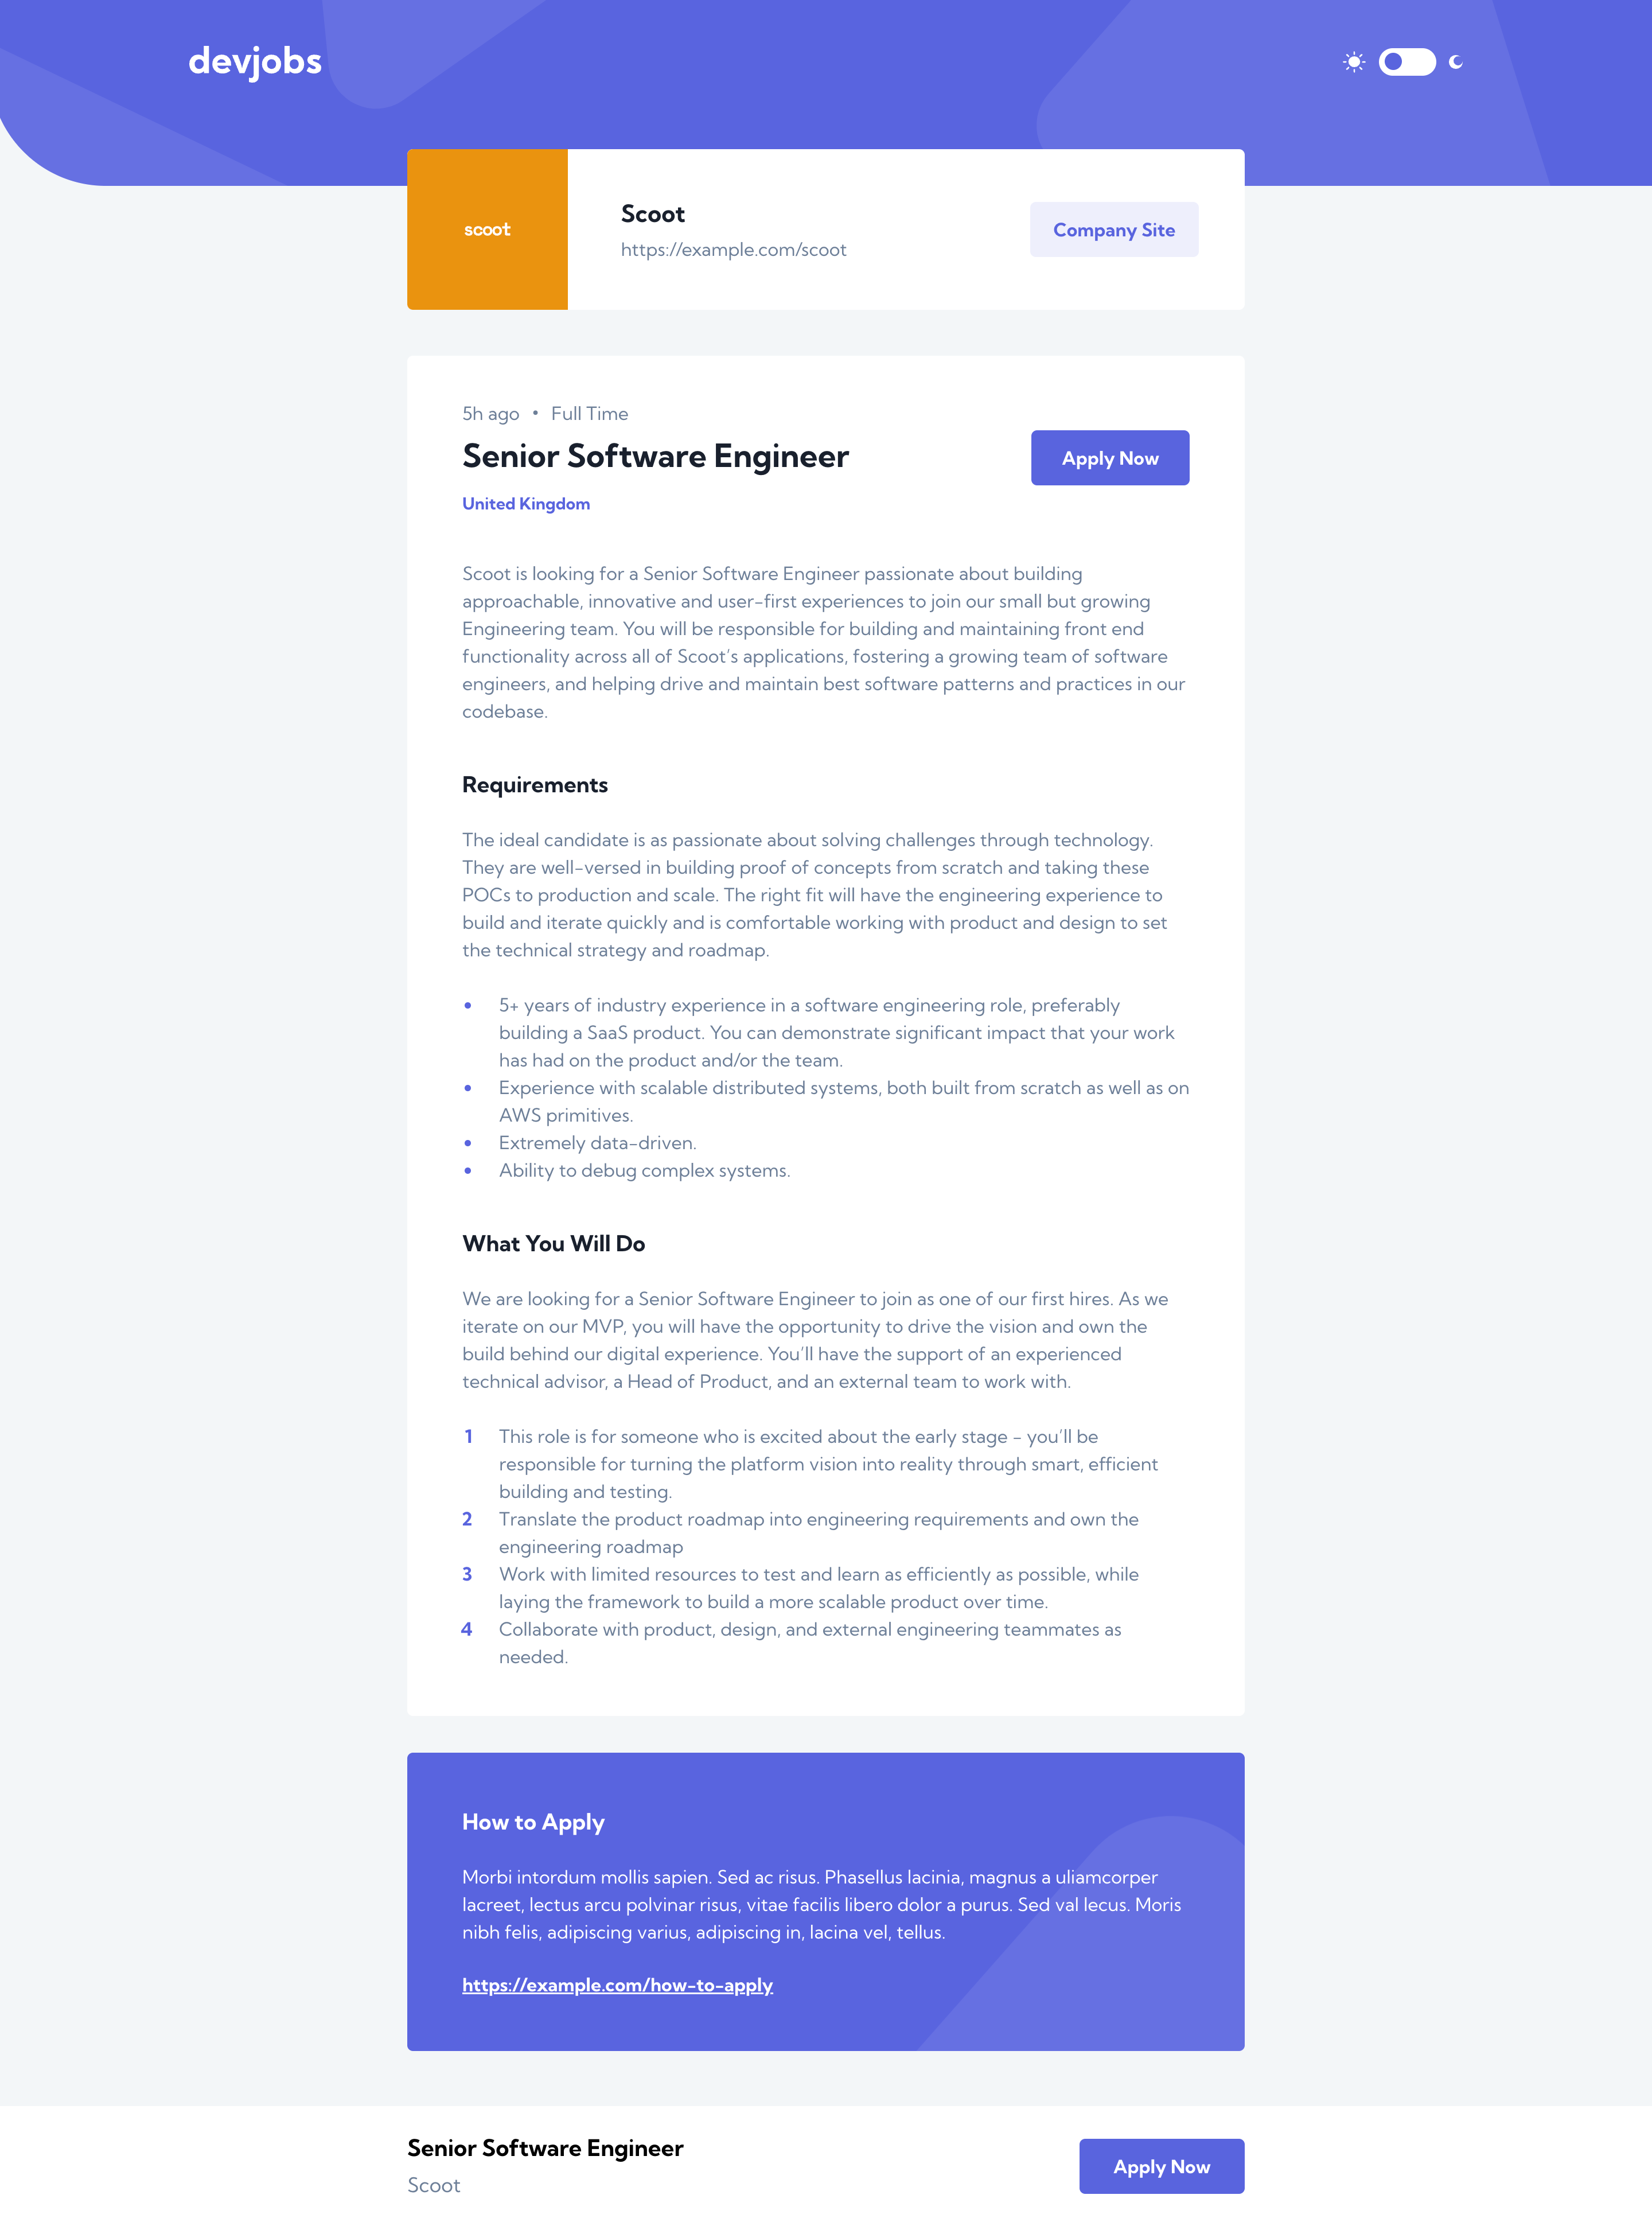 devjobs
scoot
Scoot
https://example.com/scoot
Company Site
5h ago • Full Time
Senior Software Engineer
Apply Now
United Kingdom
Scoot is looking for a Senior Software Engineer passionate about building
approachable, innovative and user-first experiences to join our small but growing
Engineering team. You will be responsible for building and maintaining front end
functionality across all of Scoot’s applications, fostering a growing team of software
engineers, and helping drive and maintain best software patterns and practices in our
codebase.
Requirements
The ideal candidate is as passionate about solving challenges through technology.
They are well-versed in building proof of concepts from scratch and taking these
POCs to production and scale. The right fit will have the engineering experience to
build and iterate quickly and is comfortable working with product and design to set
the technical strategy and roadmap.
• 5+ years of industry experience in a software engineering role, preferably
building a SaaS product. You can demonstrate significant impact that your work
has had on the product and/or the team.
• Experience with scalable distributed systems, both built from scratch as well as on
AWS primitives.
• Extremely data-driven.
• Ability to debug complex systems.
What You Will Do
We are looking for a Senior Software Engineer to join as one of our first hires. As we
iterate on our MVP, you will have the opportunity to drive the vision and own the
build behind our digital experience. You’ll have the support of an experienced
technical advisor, a Head of Product, and an external team to work with.
1 This role is for someone who is excited about the early stage - you’ll be
responsible for turning the platform vision into reality through smart, efficient
building and testing.
2 Translate the product roadmap into engineering requirements and own the
engineering roadmap
3 Work with limited resources to test and learn as efficiently as possible, while
laying the framework to build a more scalable product over time.
4 Collaborate with product, design, and external engineering teammates as
needed.
How to Apply
Morbi intordum mollis sapien. Sed ac risus. Phasellus lacinia, magnus a uliamcorper
lacreet, lectus arcu polvinar risus, vitae facilis libero dolor a purus. Sed val lecus. Moris
nibh felis, adipiscing varius, adipiscing in, lacina vel, tellus.
https://example.com/how-to-apply
Senior Software Engineer
Scoot
Apply Now